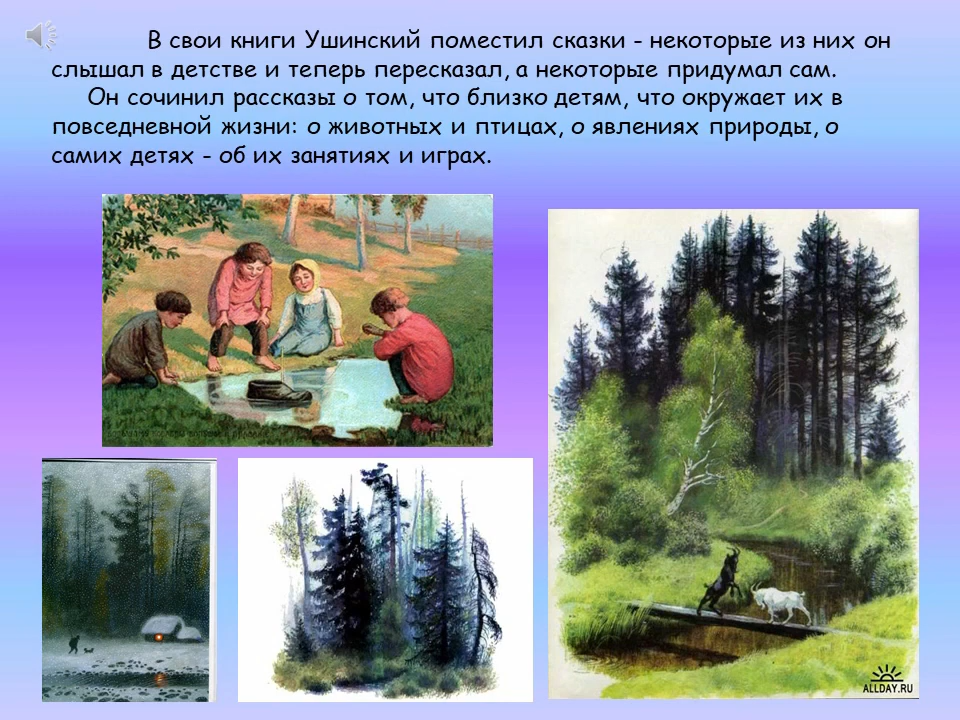 В свои книги Ушинский поместил сказки - некоторые из них он
слышал в детстве и теперь пересказал, а некоторые придумал сам.
Он сочинил рассказы о том, что близко детям, что окружает их в
повседневной жизни: о животных и птицах, о явлениях природы, о
самих детях - об их занятиях и играх.
ALLDAY.RU